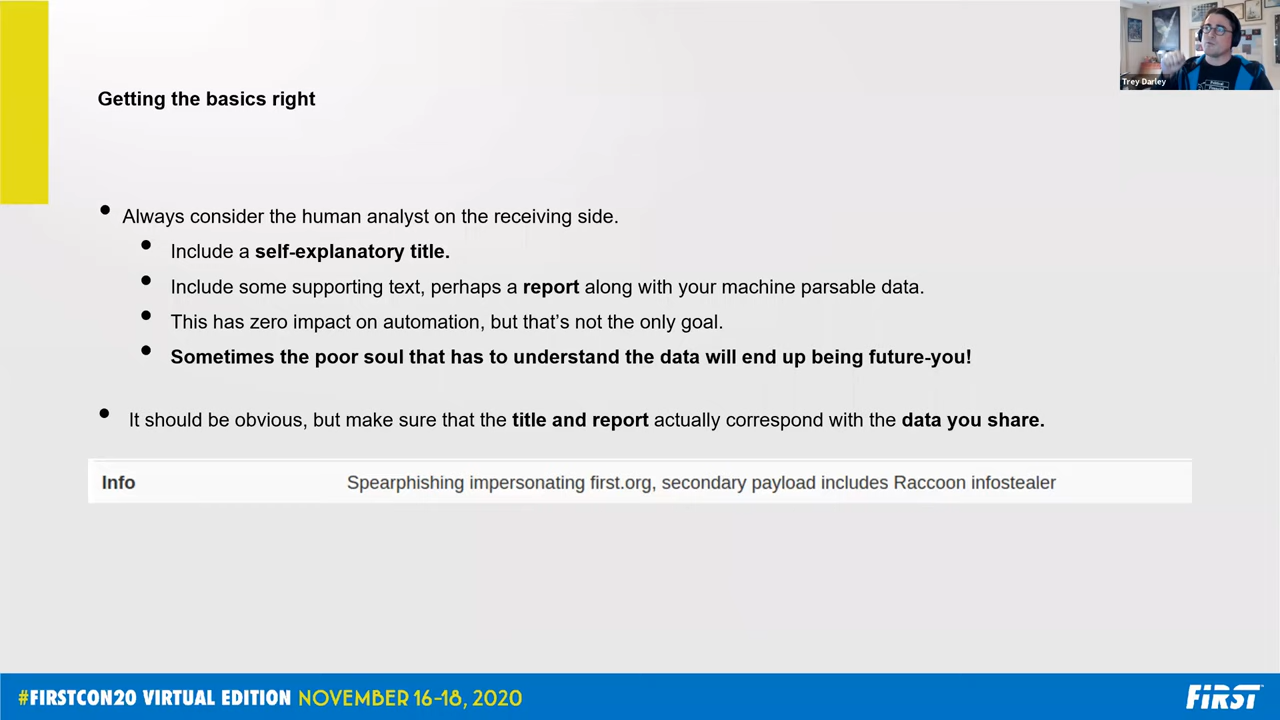 Trey Darley
Getting the basics right
• Always consider the human analyst on the receiving side.
• Include a self-explanatory title.
• Include some supporting text, perhaps a report along with your machine parsable data.
• This has zero impact on automation, but that’s not the only goal.
• Sometimes the poor soul that has to understand the data will end up being future-you!
• It should be obvious, but make sure that the title and report actually correspond with the data you share.
Info Spearphishing impersonating first.org, secondary payload includes Raccoon infostealer
#FIRSTCON20 VIRTUAL EDITION NOVEMBER 16-18, 2020
FIRST